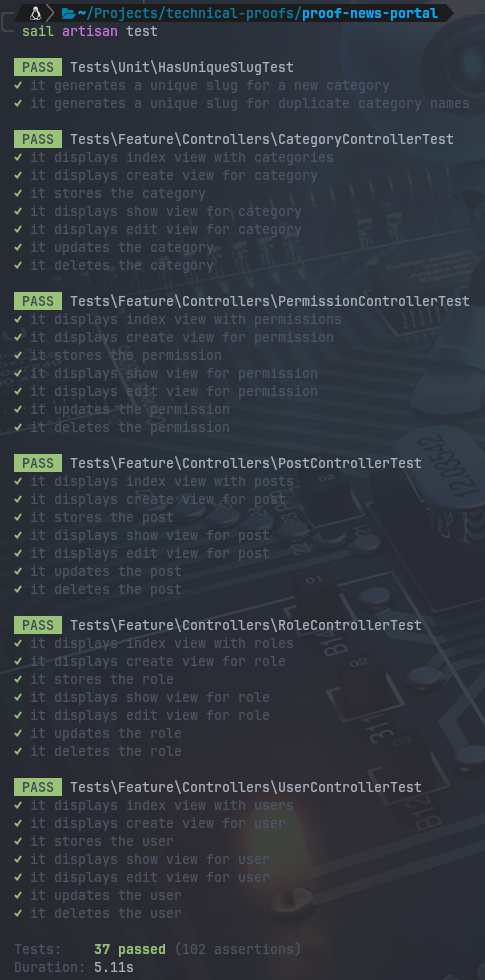 ~/Projects/technical-proofs/proof-news-portal
sail artisan test
PASS Tests\Unit\HasUniqueSlugTest
✓ it generates a unique slug for a new category
✓ it generates a unique slug for duplicate category names
PASS Tests\Feature\Controllers\CategoryControllerTest
✓ it displays index view with categories
✓ it displays create view for category
✓ it stores the category
✓ it displays show view for category
✓ it displays edit view for category
✓ it updates the category
✓ it deletes the category
PASS Tests\Feature\Controllers\PermissionControllerTest
✓ it displays index view with permissions
✓ it displays create view for permission
✓ it stores the permission
✓ it displays show view for permission
✓ it displays edit view for permission
✓ it updates the permission
✓ it deletes the permission
PASS Tests\Feature\Controllers\PostControllerTest
✓ it displays index view with posts
✓ it displays create view for post
✓ it stores the post
✓ it displays show view for post
✓ it displays edit view for post
✓ it updates the post
✓ it deletes the post
PASS Tests\Feature\Controllers\RoleControllerTest
✓ it displays index view with roles
✓ it displays create view for role
✓ it stores the role
✓ it displays show view for role
✓ it displays edit view for role
✓ it updates the role
✓ it deletes the role
PASS Tests\Feature\Controllers\UserControllerTest
✓ it displays index view with users
✓ it displays create view for user
✓ it stores the user
✓ it displays show view for user
✓ it displays edit view for user
✓ it updates the user
✓ it deletes the user
Tests: 37 passed (102 assertions)
Duration: 5.11s